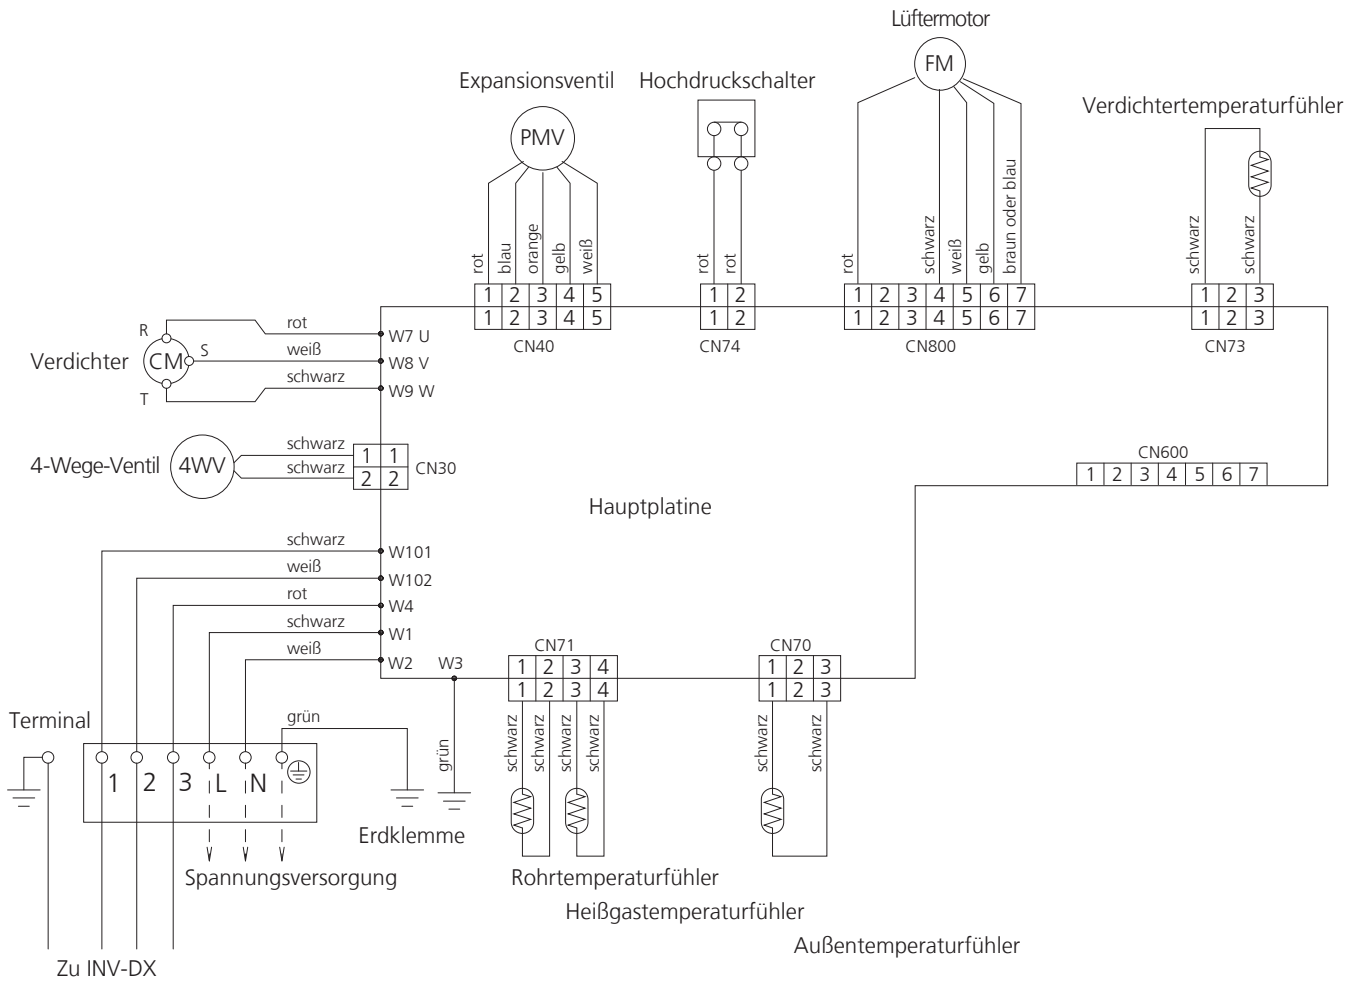 Lüftermotor
FM
Expansionsventil
Hochdruckschalter
Verdichtertemperaturfühler
PMV
rot
blau
orange
gelb
weiß
rot
rot
rot
schwarz
weiß
gelb
braun oder blau
schwarz
schwarz
1 2 3 4 5
1 2 3 4 5
CN40
1 2
1 2
CN74
1 2 3 4 5 6 7
1 2 3 4 5 6 7
CN800
1 2 3
1 2 3
CN73
Verdichter
CM
R
S
T
rot
weiß
schwarz
W7 U
W8 V
W9 W
4-Wege-Ventil
4WV
schwarz
schwarz
1 1
2 2
CN30
CN600
1 2 3 4 5 6 7
Hauptplatine
schwarz
W101
weiß
W102
rot
W4
schwarz
W1
weiß
W2
W3
CN71
1 2 3 4
1 2 3 4
CN70
1 2 3
1 2 3
Terminal
grün
grün
schwarz
schwarz
schwarz
schwarz
schwarz
schwarz
1 2 3 L N
Erdklemme
Spannungsversorgung
Rohrtemperaturfühler
Heißgastemperaturfühler
Außentemperaturfühler
Zu INV-DX